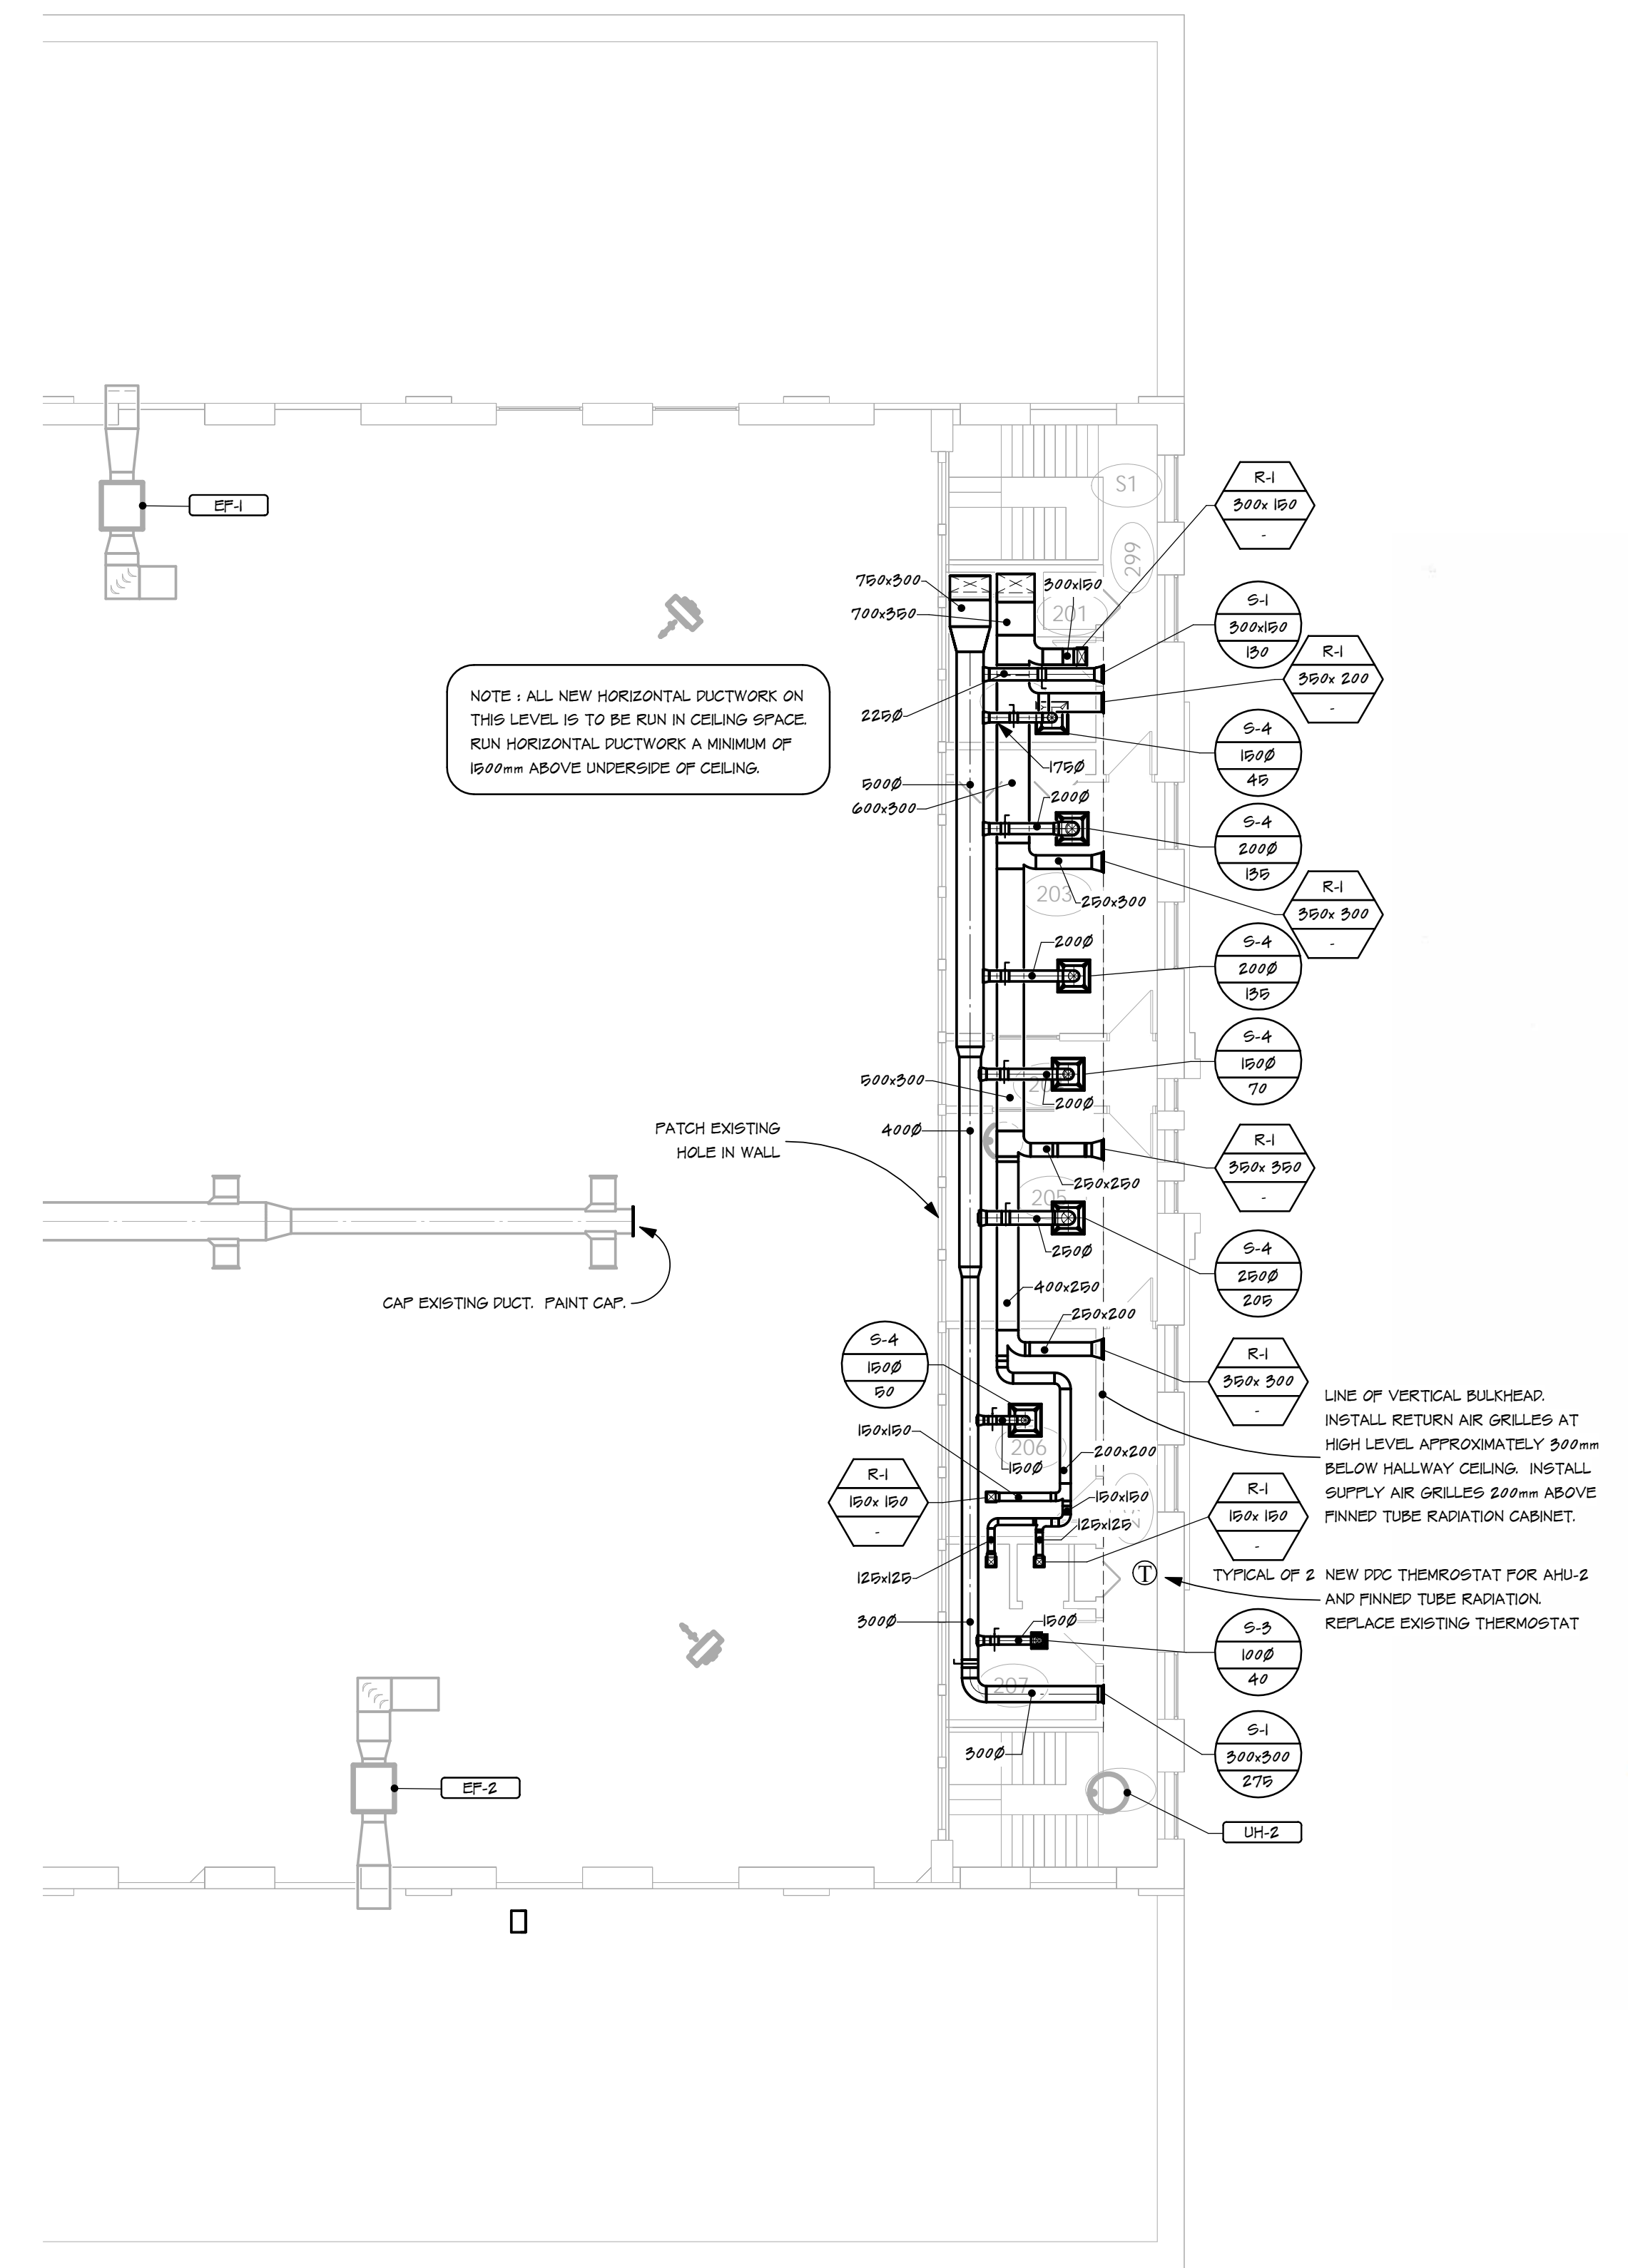 S1
R-1
300x 150
-
EF-1
299
750x300
300x150
700x350
201
S-1
300x150
130
R-1
350x 200
-
NOTE : ALL NEW HORIZONTAL DUCTWORK ON
THIS LEVEL IS TO BE RUN IN CEILING SPACE.
RUN HORIZONTAL DUCTWORK A MINIMUM OF
1500mm ABOVE UNDERSIDE OF CEILING.
225Ø
S-4
150Ø
45
175Ø
500Ø
600x300
200Ø
S-4
200Ø
135
R-1
350x 300
-
203
250x300
200Ø
S-4
200Ø
135
S-4
150Ø
70
500x300
200Ø
400Ø
PATCH EXISTING
HOLE IN WALL
R-1
350x 350
-
250x250
205
250Ø
S-4
250Ø
205
400x250
250x200
CAP EXISTING DUCT.  PAINT CAP.
S-4
150Ø
50
R-1
350x 300
-
LINE OF VERTICAL BULKHEAD.
INSTALL RETURN AIR GRILLES AT
HIGH LEVEL APPROXIMATELY 300mm
BELOW HALLWAY CEILING.  INSTALL
SUPPLY AIR GRILLES 200mm ABOVE
FINNED TUBE RADIATION CABINET.
150x150
206
200x200
150Ø
R-1
150x 150
-
150x150
125x125
R-1
150x 150
-
TYPICAL OF 2
125x125
T
NEW DDC THEMROSTAT FOR AHU-2
AND FINNED TUBE RADIATION.
REPLACE EXISTING THERMOSTAT
300Ø
150Ø
S-3
100Ø
40
207
300Ø
S-1
300x300
275
EF-2
UH-2